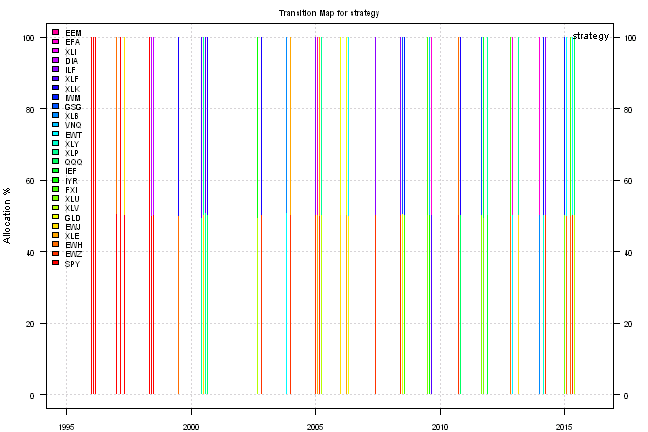 Transition Map for strategy
strategy
Allocation %
100
80
60
40
20
0
EEM
EFA
XLI
DIA
ILF
XLF
XLK
IWM
GSG
XLB
VNQ
EWT
XLY
XLP
QQQ
IEF
IYR
FXI
XLU
XLV
GLD
EWJ
XLE
EWH
EWZ
SPY
100
80
60
40
20
0
1995
2000
2005
2010
2015